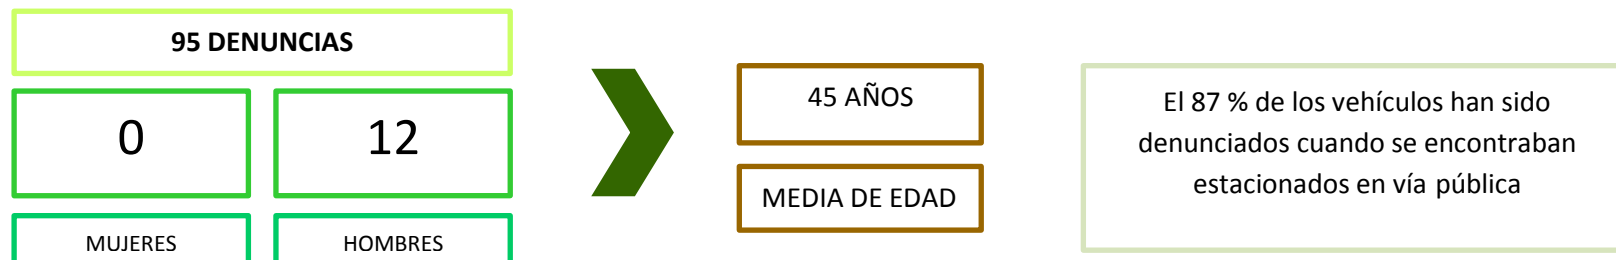 95 DENUNCIAS
0
12
MUJERES
HOMBRES
45 AÑOS
MEDIA DE EDAD
El 87 % de los vehículos han sido
denunciados cuando se encontraban
estacionados en vía pública